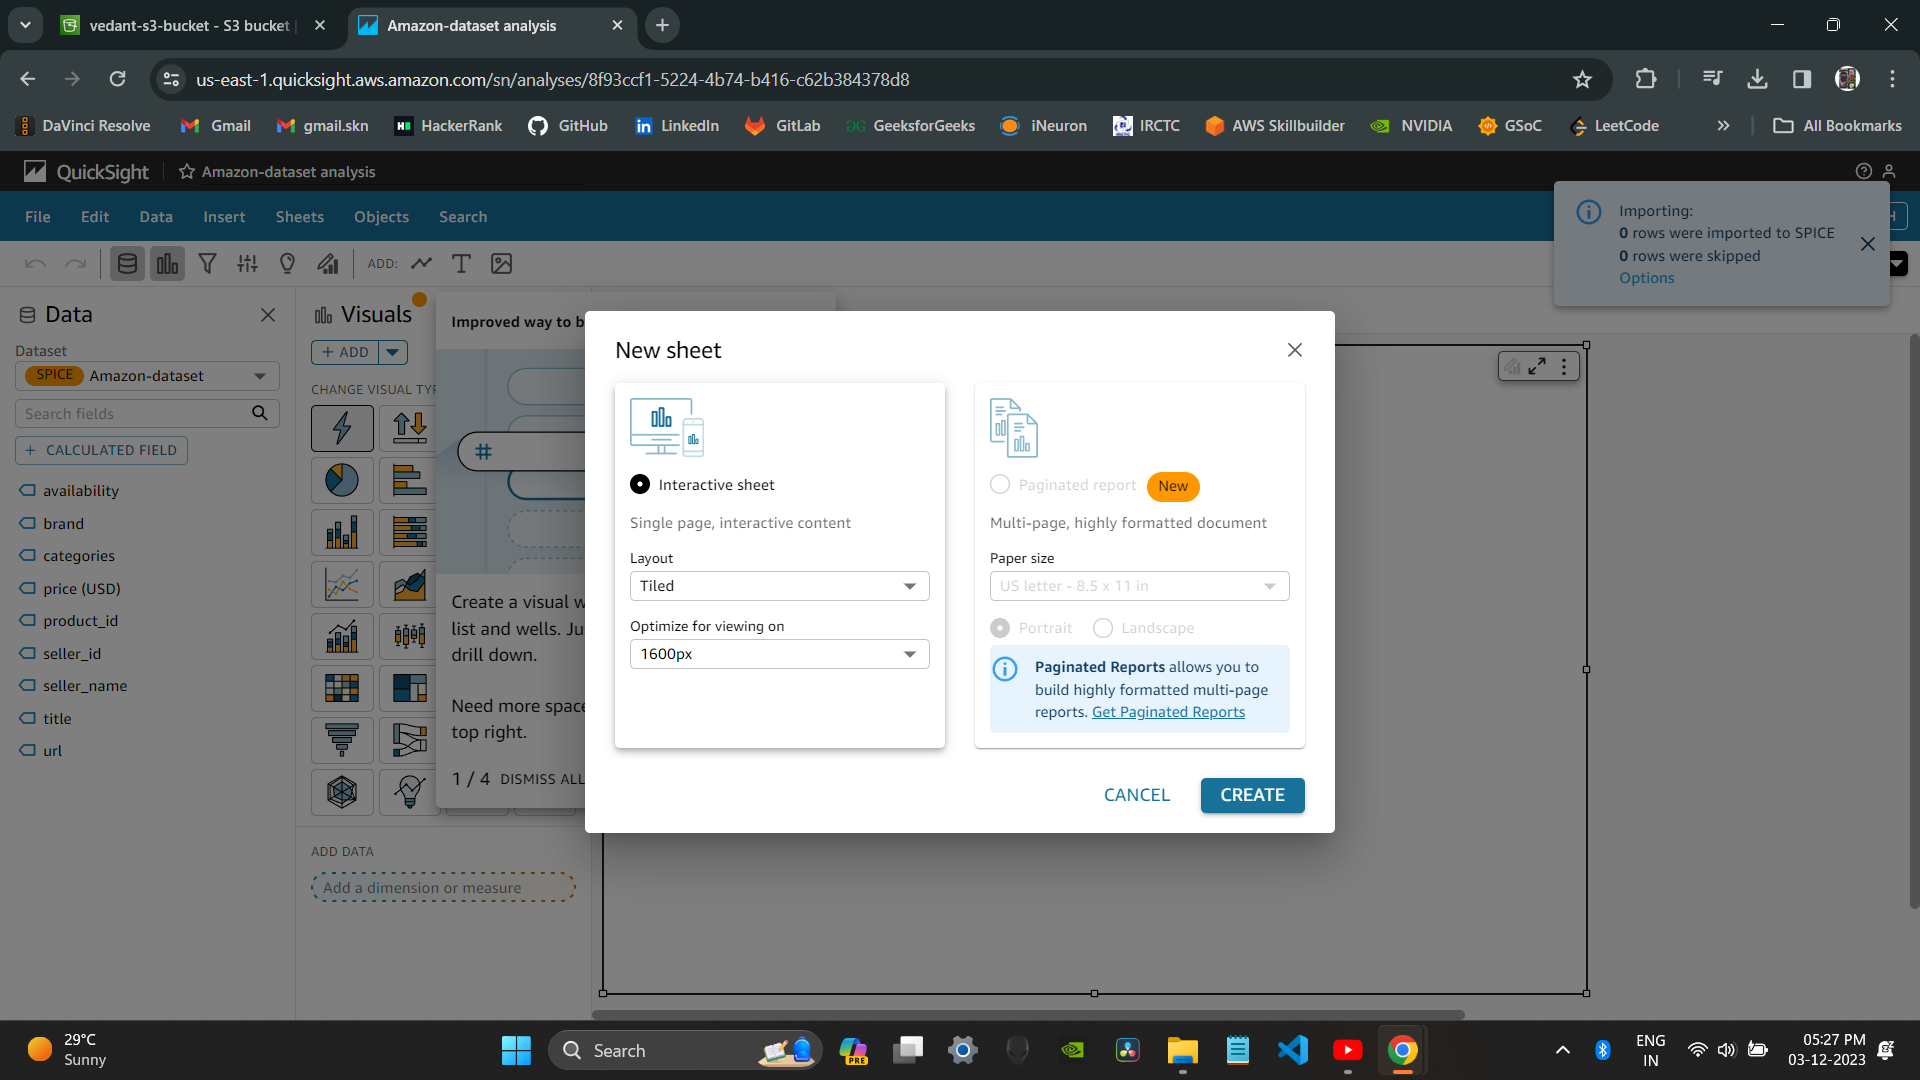 vedant-s3-bucket - S3 bucket
Amazon-dataset analysis
us-east-1.quicksight.aws.amazon.com/sn/analyses/8f93ccf1-5224-4b74-b416-c62b384378d8
DaVinci Resolve
Gmail
gmail.skn
HackerRank
GitHub
LinkedIn
GitLab
GeeksforGeeks
iNeuron
IRCTC
AWS Skillbuilder
NVIDIA
GSoC
LeetCode
All Bookmarks
QuickSight
Amazon-dataset analysis
File
Edit
Data
Insert
Sheets
Objects
Search
Importing:
0 rows were imported to SPICE
0 rows were skipped
Options
ADD:
Data
Dataset
SPICE Amazon-dataset
Search fields
+ CALCULATED FIELD
availability
brand
categories
price (USD)
product_id
seller_id
seller_name
title
url
Visuals
+ ADD
CHANGE VISUAL TYP
ADD DATA
Add a dimension or measure
Improved way to b
Create a visual w
list and wells. Ju
drill down.
Need more space
top right.
1 / 4 DISMISS ALL
New sheet
Interactive sheet
Single page, interactive content
Layout
Tiled
Optimize for viewing on
1600px
Paginated report New
Multi-page, highly formatted document
Paper size
US letter - 8.5 x 11 in
Portrait Landscape
Paginated Reports allows you to
build highly formatted multi-page
reports. Get Paginated Reports
CANCEL
CREATE
29°C
Sunny
Search
PRE
ENG
IN
05:27 PM
03-12-2023